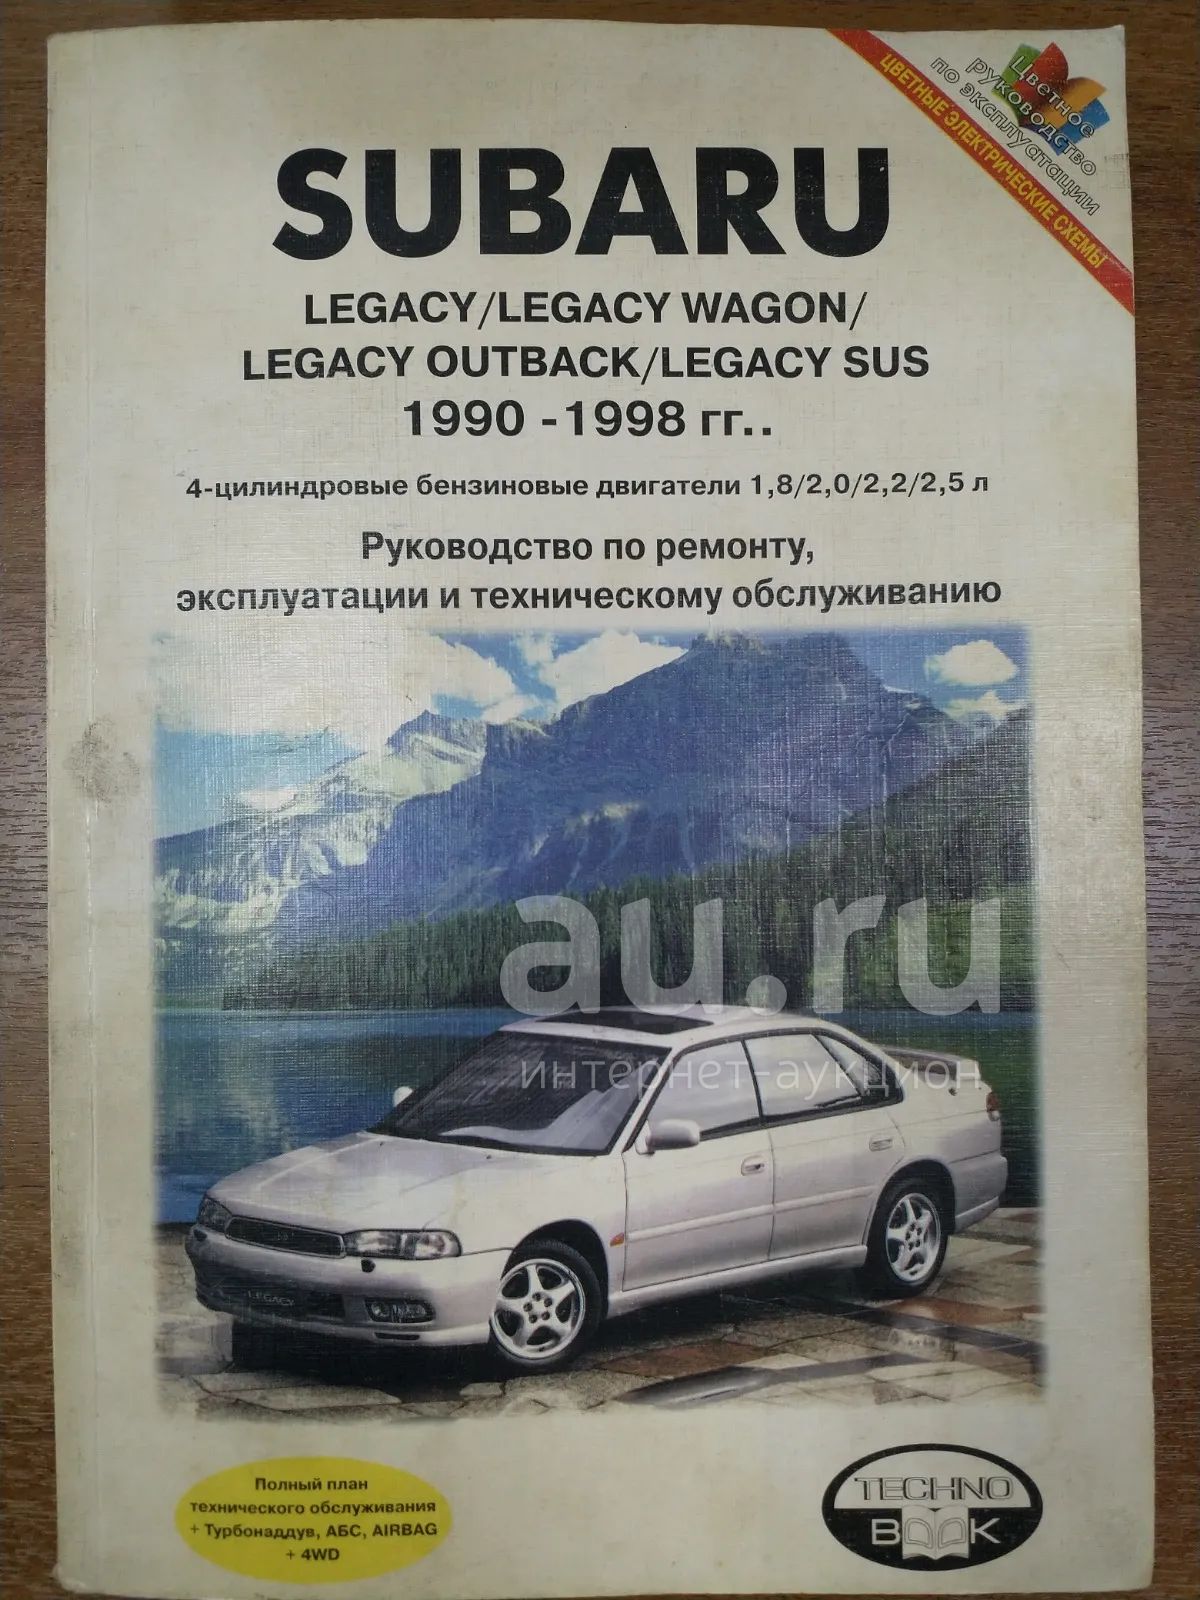 Цветное
руководство
по эксплуатации
ЦВЕТНЫЕ ЭЛЕКТРИЧЕСКИЕ СХЕМЫ
SUBARU
LEGACY/LEGACY WAGON/
LEGACY OUTBACK/LEGACY SUS
1990 -1998 гг..
4-цилиндровые бензиновые двигатели 1,8/2,0/2,2/2,5 л
Руководство по ремонту,
эксплуатации и техническому обслуживанию
au.ru
интернет-аукцион
LEGACY
Полный план
технического обслуживания
+ Турбонаддув, АБС, AIRBAG
+ 4WD
TECHNO
BOOK